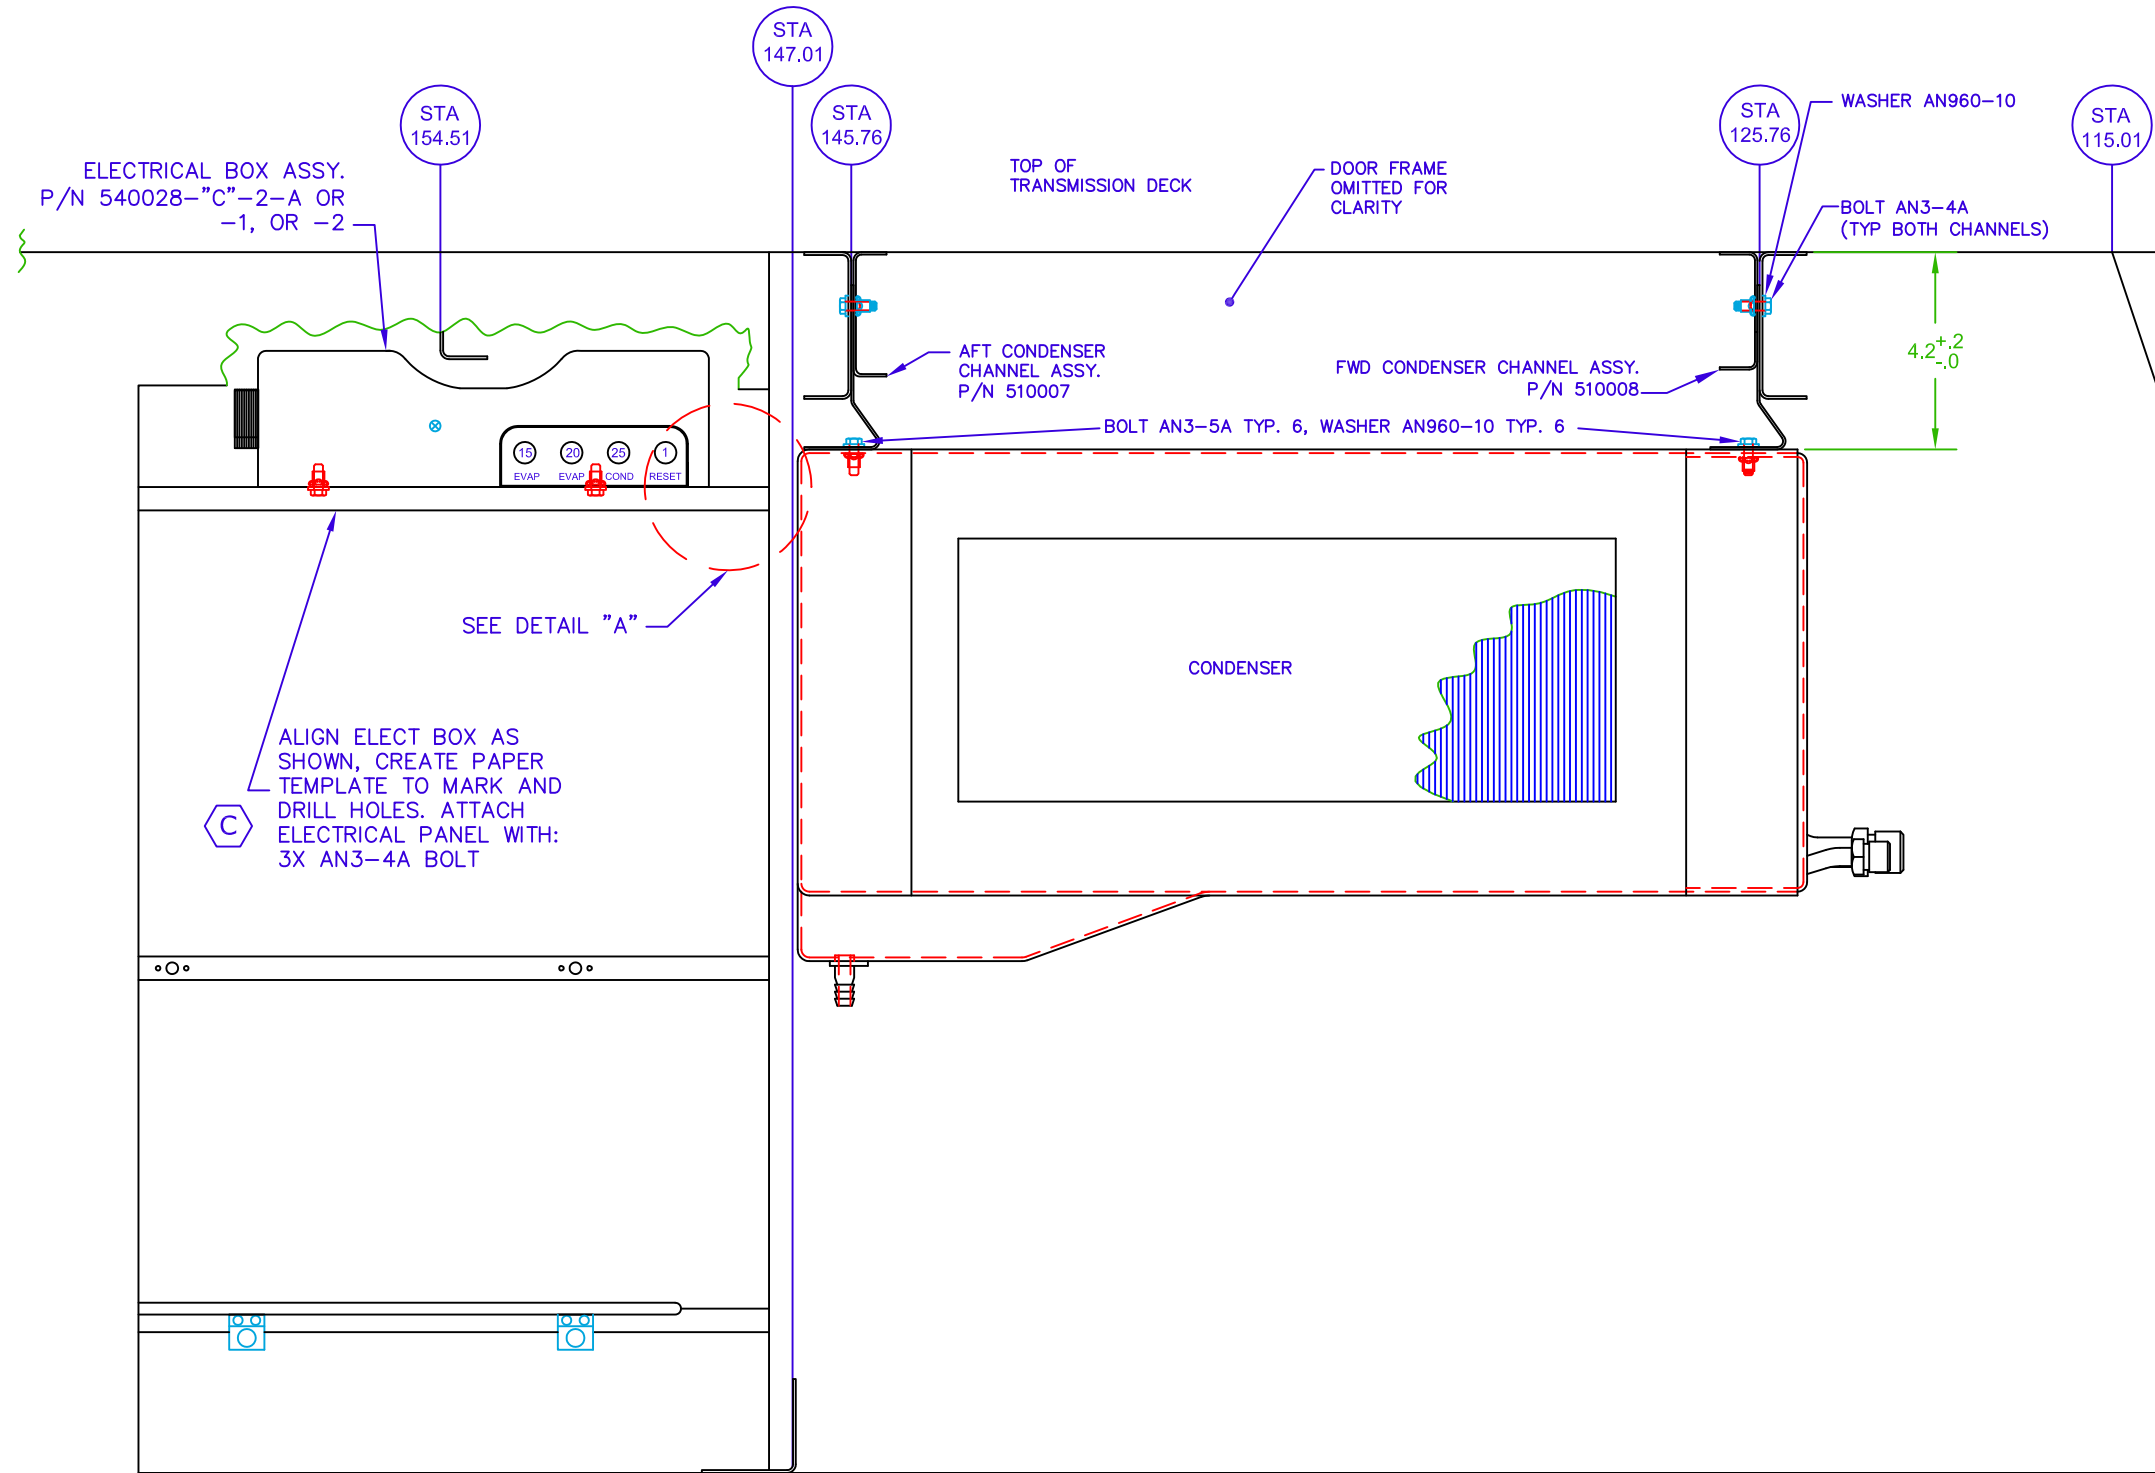 STA
147.01
STA
154.51
STA
145.76
STA
125.76
WASHER AN960-10
STA
115.01
ELECTRICAL BOX ASSY.
P/N 540028-"C"-2-A OR
-1, OR -2
TOP OF
TRANSMISSION DECK
DOOR FRAME
OMITTED FOR
CLARITY
BOLT AN3-4A
(TYP BOTH CHANNELS)
AFT CONDENSER
CHANNEL ASSY.
P/N 510007
FWD CONDENSER CHANNEL ASSY.
P/N 510008
4.2 +.2
-.0
BOLT AN3-5A TYP. 6, WASHER AN960-10 TYP. 6
15 20 25 1
EVAP EVAP COND RESET
SEE DETAIL "A"
CONDENSER
C
ALIGN ELECT BOX AS
SHOWN, CREATE PAPER
TEMPLATE TO MARK AND
DRILL HOLES. ATTACH
ELECTRICAL PANEL WITH:
3X AN3-4A BOLT